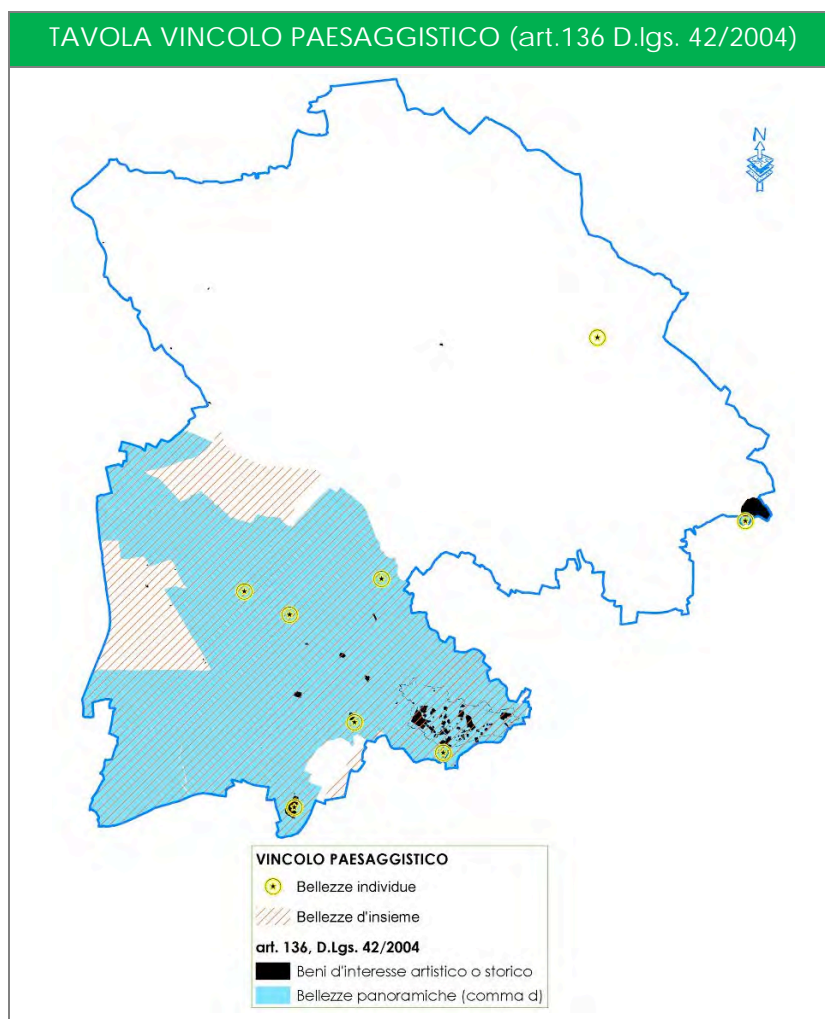 TAVOLA VINCOLO PAESAGGISTICO (art.136 D.lgs. 42/2004)
N
VINCOLO PAESAGGISTICO
Bellezze individue
Bellezze d'insieme
art. 136, D.Lgs. 42/2004
Beni d'interesse artistico o storico
Bellezze panoramiche (comma d)